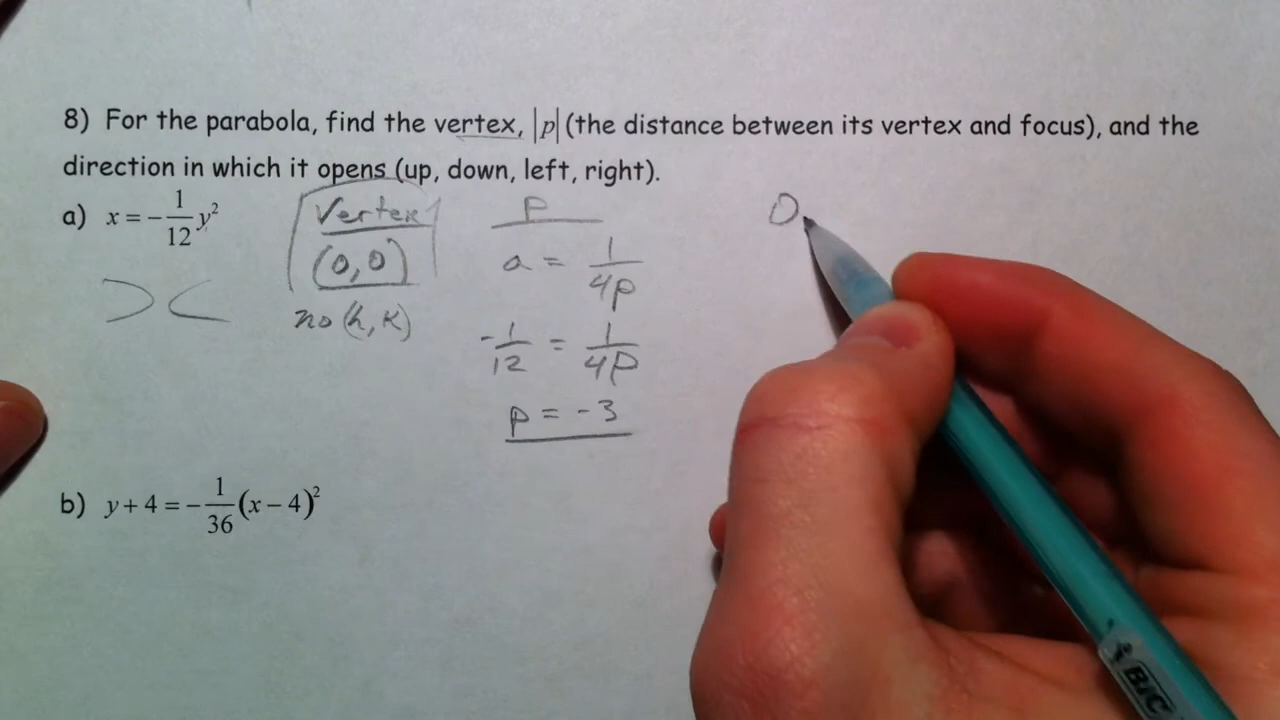 8) For the parabola, find the vertex, |p| (the distance between its vertex and focus), and the
direction in which it opens (up, down, left, right).
a) x = -1/12 y²
Vertex
(0,0)
no (h, k)
P
a = 1/4p
-1/12 = 1/4p
p = -3
O
b) y + 4 = -1/36 (x - 4)²
BIC